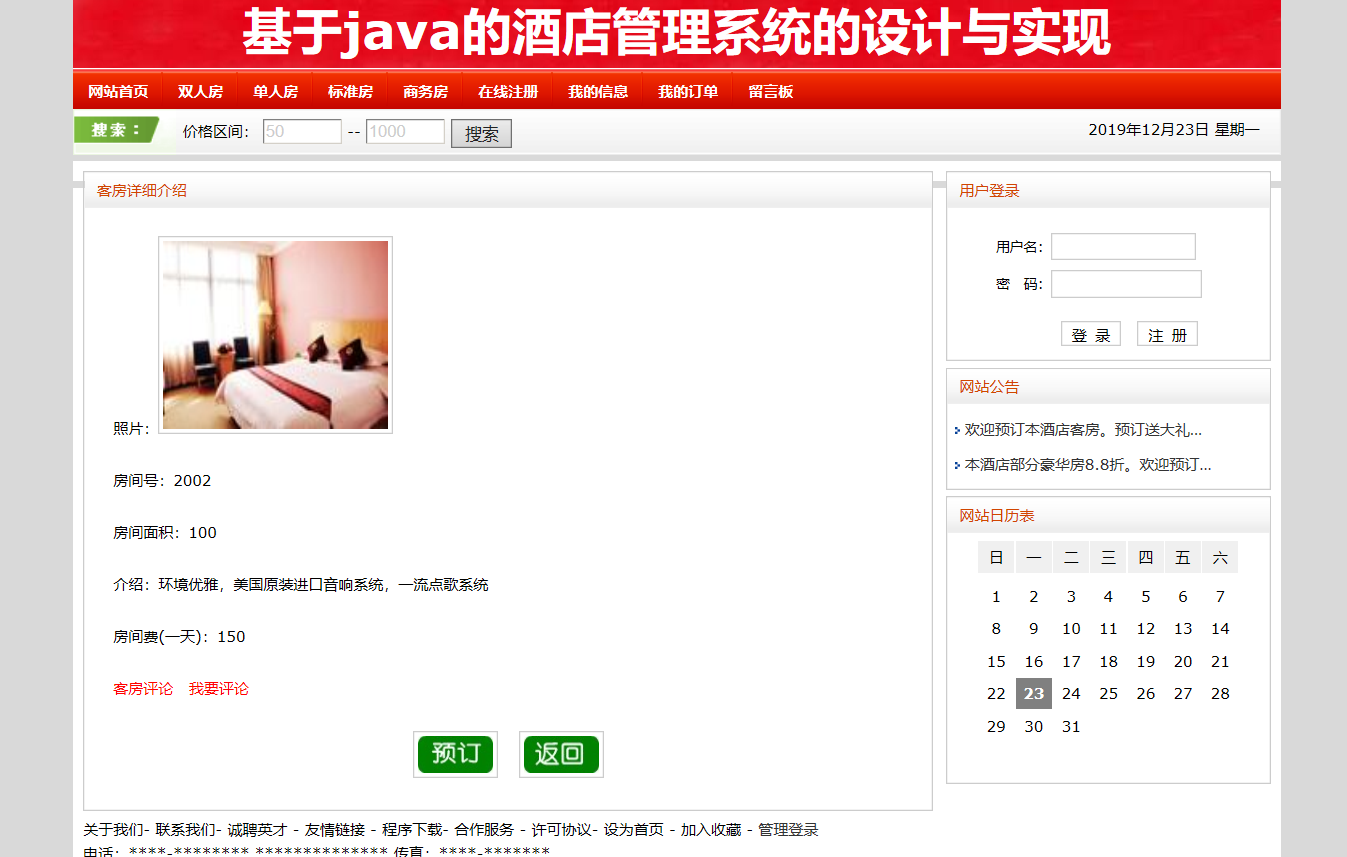 基于java的酒店管理系统的设计与实现
网站首页 双人房 单人房 标准房 商务房 在线注册 我的信息 我的订单 留言板
搜索： 价格区间： 50 -- 1000 搜索 2019年12月23日 星期一
客房详细介绍
照片：
房间号：2002
房间面积：100
介绍：环境优雅，美国原装进口音响系统，一流点歌系统
房间费(一天)：150
客房评论 我要评论
预订 返回
用户登录
用户名：
密 码：
登 录 注 册
网站公告
欢迎预订本酒店客房。预订送大礼...
本酒店部分豪华房8.8折。欢迎预订...
网站日历表
日 一 二 三 四 五 六
1 2 3 4 5 6 7
8 9 10 11 12 13 14
15 16 17 18 19 20 21
22 23 24 25 26 27 28
29 30 31
关于我们- 联系我们- 诚聘英才 - 友情链接 - 程序下载- 合作服务 - 许可协议- 设为首页 - 加入收藏 - 管理登录
电话：****-******** ************** 传真：****-*******